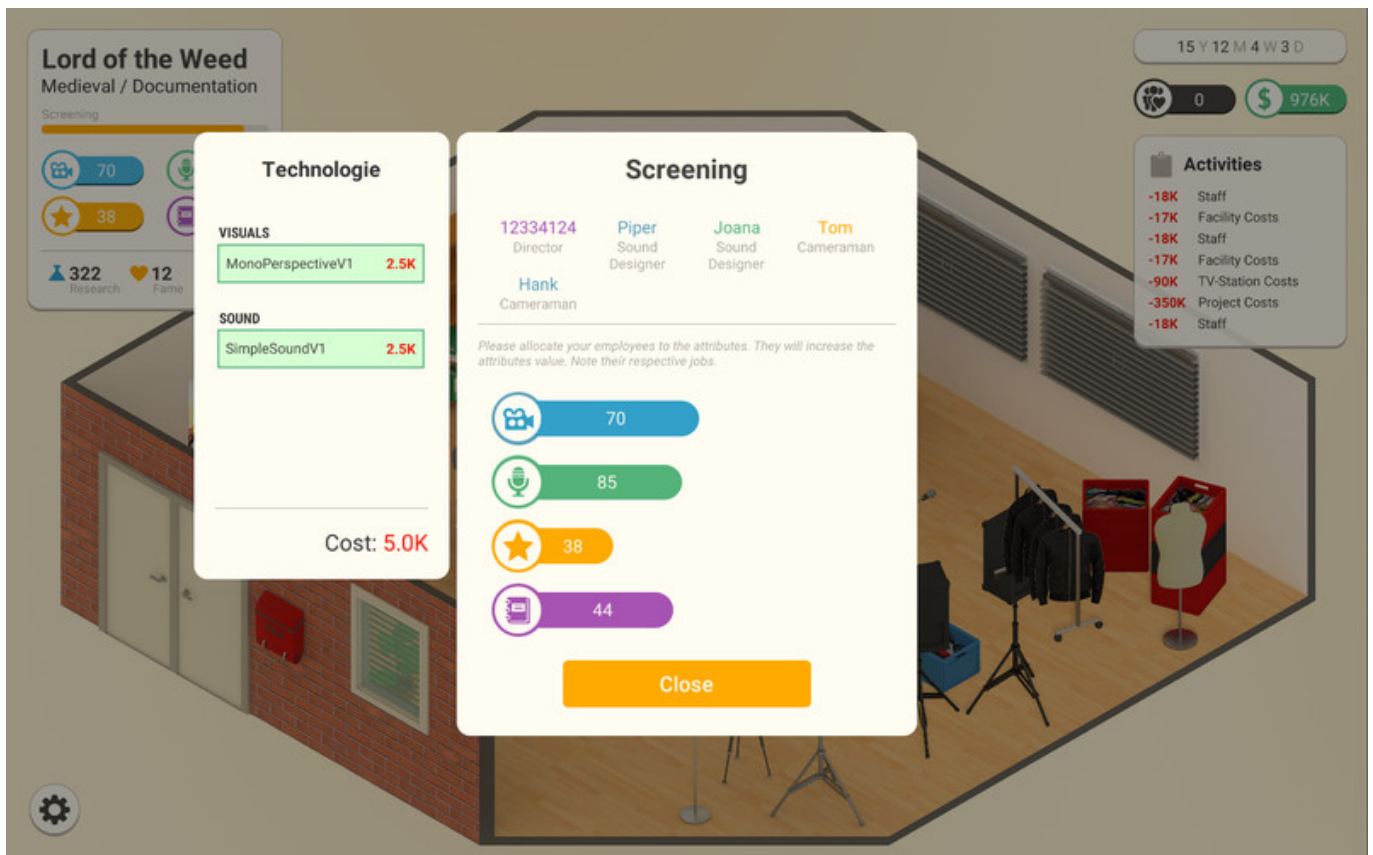 Lord of the Weed
Medieval / Documentation
Screening
70
38
322
Research
12
Fame
Technologie
VISUALS
MonoPerspectiveV1 2.5K
SOUND
SimpleSoundV1 2.5K
Cost: 5.0K
Screening
12334124 Piper Joana Tom
Director Sound Sound Cameraman
Designer Designer
Hank
Cameraman
Please allocate your employees to the attributes. They will increase the
attributes value. Note their respective jobs.
70
85
38
44
Close
15 Y 12 M 4 W 3 D
0 $ 976K
Activities
-18K Staff
-17K Facility Costs
-18K Staff
-17K Facility Costs
-90K TV-Station Costs
-350K Project Costs
-18K Staff